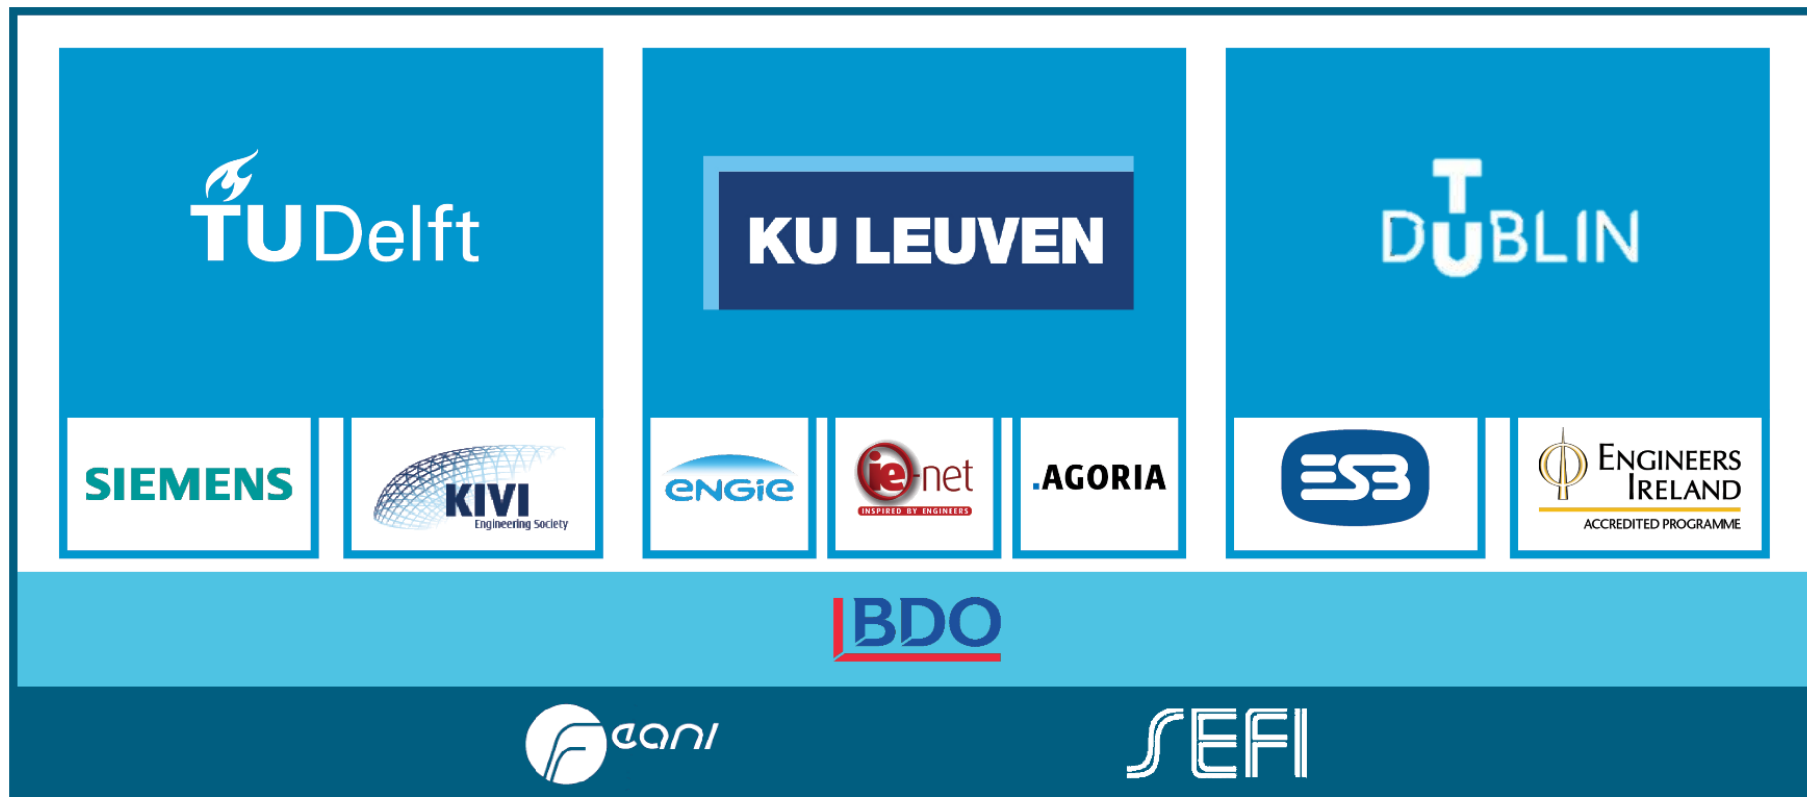 TUDelft
KU LEUVEN
TU
DUBLIN
SIEMENS
KIVI
Engineering Society
ENGIE
ie-net
INSPIRED BY ENGINEERS
.AGORIA
ESB
ENGINEERS
IRELAND
ACCREDITED PROGRAMME
BDO
Feani
SEFI